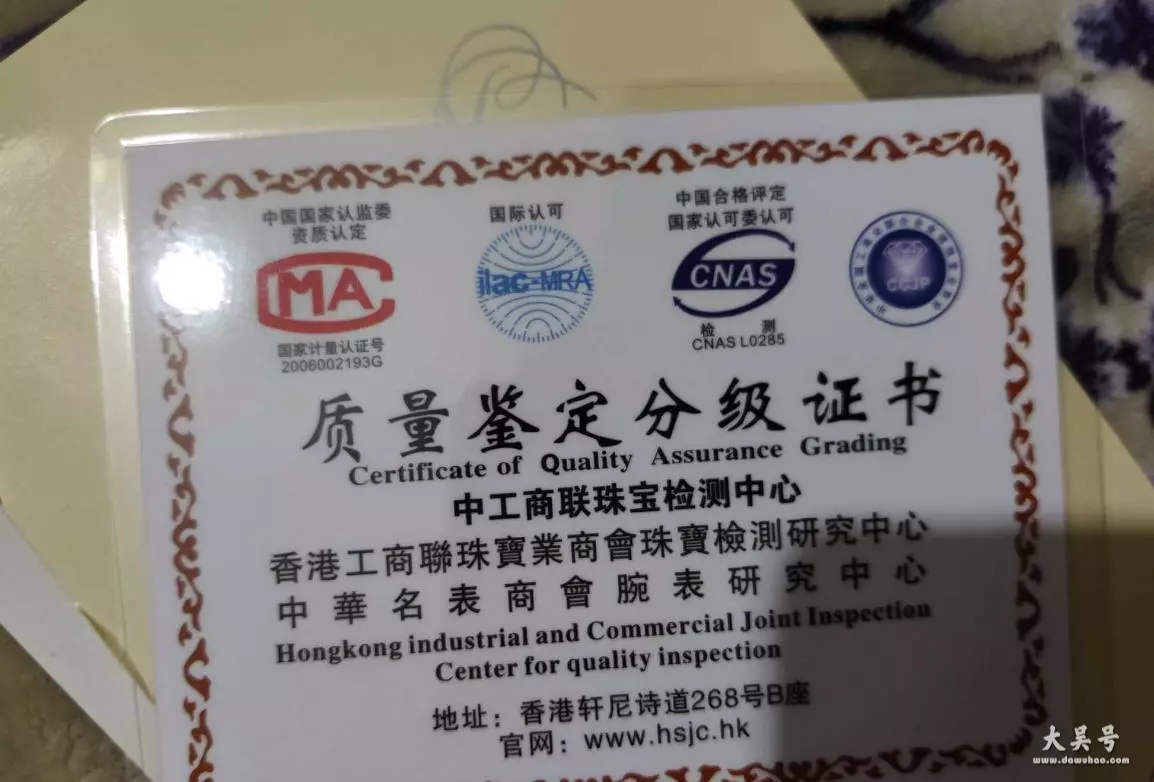 中国国家认监委
资质认定
MA
国家计量认证号
2006002193G
国际认可
ilac-MRA
中国合格评定
国家认可委认可
CNAS
检 测
CNAS L0285
CCJP
质量鉴定分级证书
Certificate of Quality Assurance Grading
中工商联珠宝检测中心
香港工商聯珠寶業商會珠寶檢測研究中心
中華名表商會腕表研究中心
Hongkong industrial and Commercial Joint Inspection
Center for quality inspection
地址：香港轩尼诗道268号B座
官网：www.hsjc.hk
大吴号
www.dawuhao.com